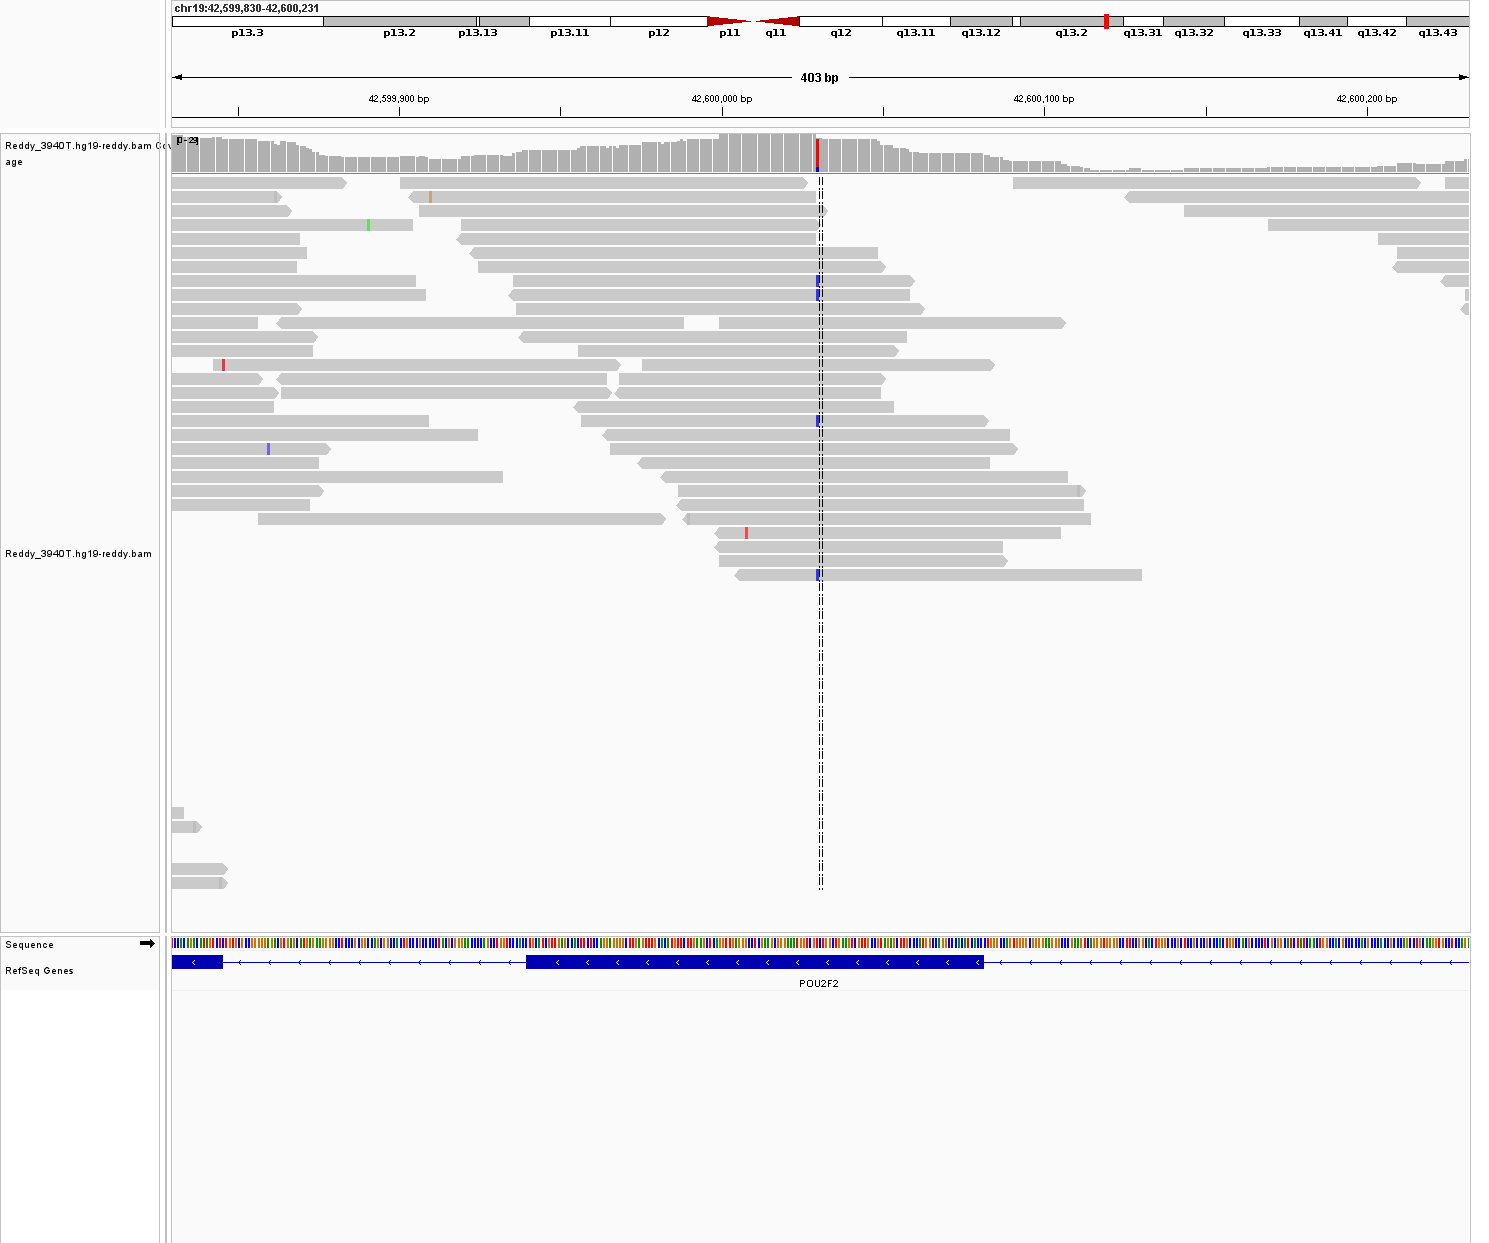 chr19:42,599,830-42,600,231
p13.3 p13.2 p13.13 p13.11 p12 p11 q11 q12 q13.11 q13.12 q13.2 q13.31 q13.32 q13.33 q13.41 q13.42 q13.43
403 bp
42,599,900 bp 42,600,000 bp 42,600,100 bp 42,600,200 bp
[0-29]
Reddy_3940T.hg19-reddy.bam Cov
age
Reddy_3940T.hg19-reddy.bam
Sequence
RefSeq Genes
POU2F2